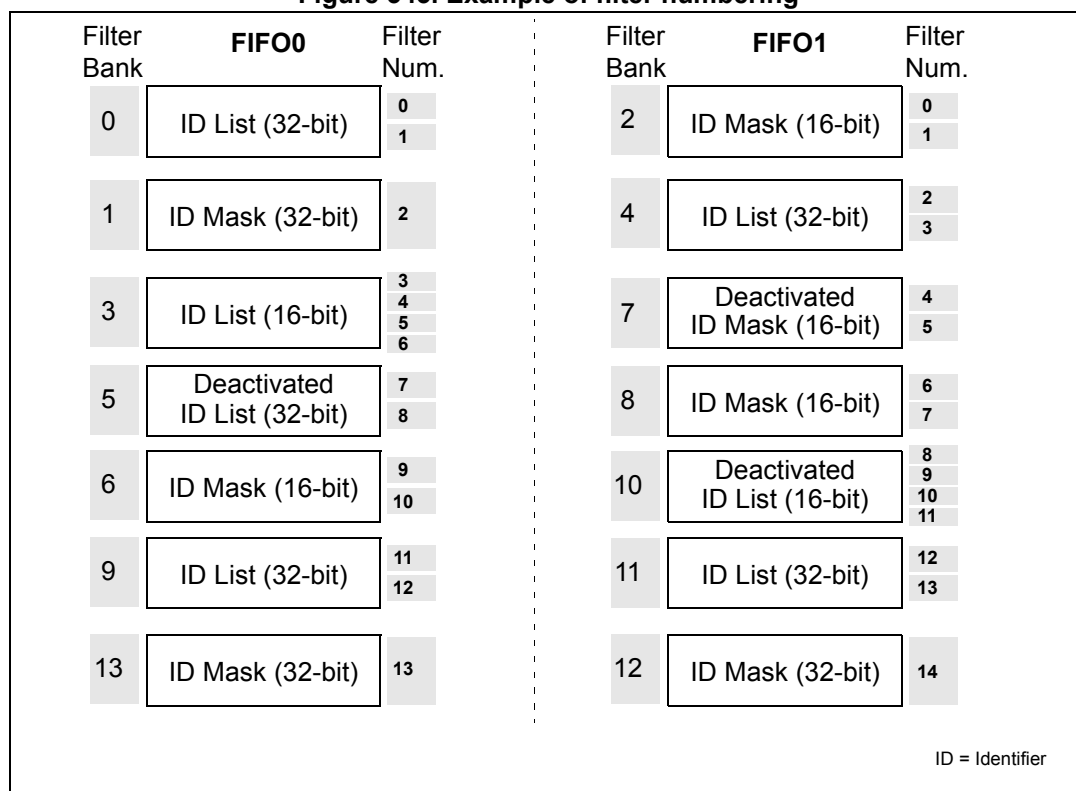 Figure Example of filter numbering
Filter Bank
FIFO0
Filter Num.
0
ID List (32-bit)
0
1
1
ID Mask (32-bit)
2
3
ID List (16-bit)
3
4
5
6
5
Deactivated
ID List (32-bit)
7
8
6
ID Mask (16-bit)
9
10
9
ID List (32-bit)
11
12
13
ID Mask (32-bit)
13
Filter Bank
FIFO1
Filter Num.
2
ID Mask (16-bit)
0
1
4
ID List (32-bit)
2
3
7
Deactivated
ID Mask (16-bit)
4
5
8
ID Mask (16-bit)
6
7
10
Deactivated
ID List (16-bit)
8
9
10
11
11
ID List (32-bit)
12
13
12
ID Mask (32-bit)
14
ID = Identifier